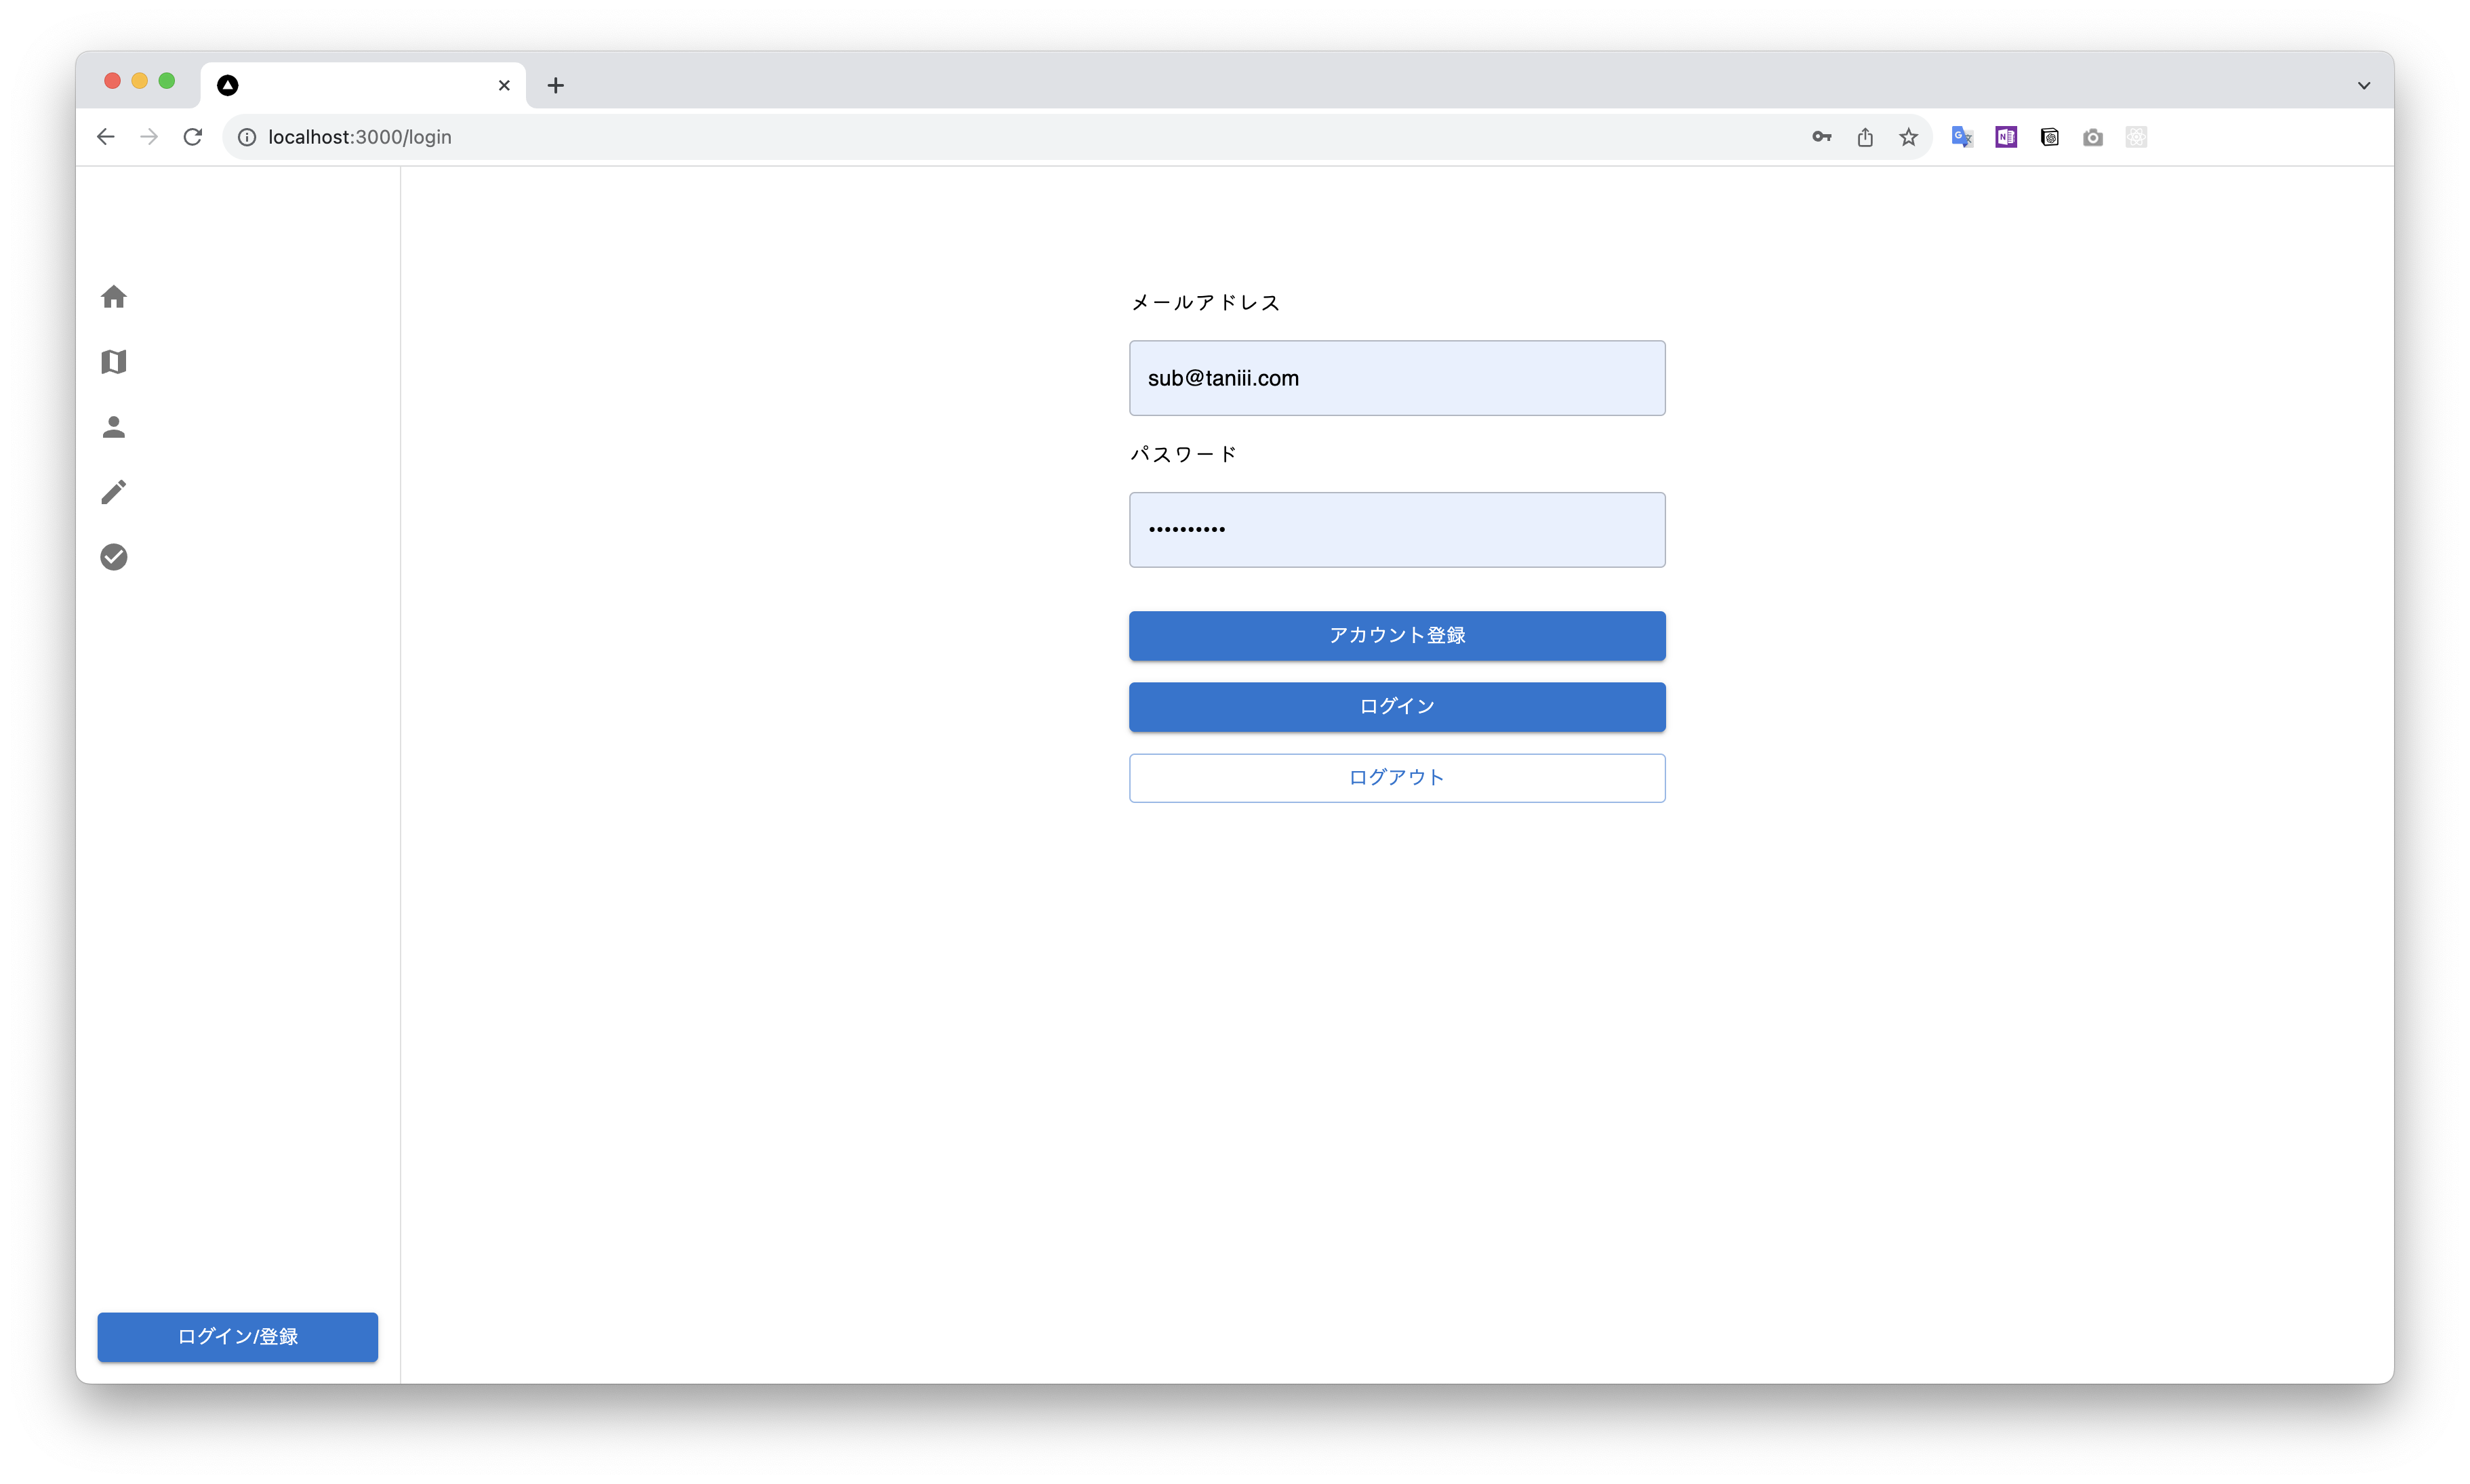 localhost:3000/login
メールアドレス
sub@taniii.com
パスワード
••••••••••
アカウント登録
ログイン
ログアウト
ログイン/登録